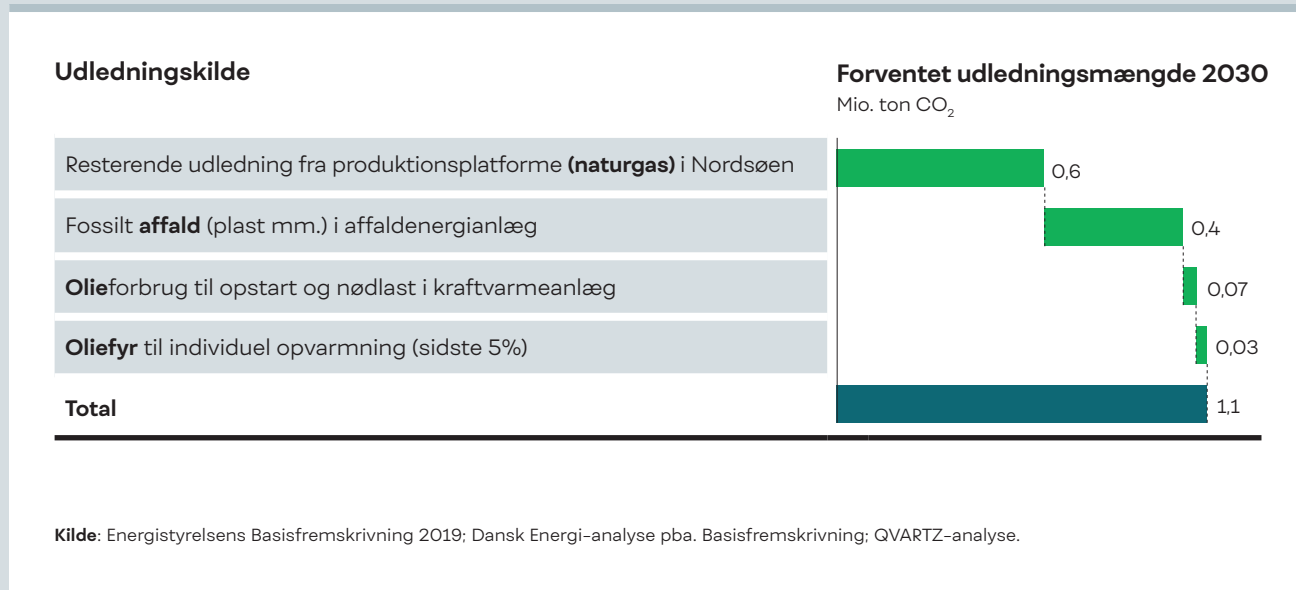 Udledningskilde
Forventet udledningsmængde 2030
Mio. ton CO₂
Resterende udledning fra produktionsplatforme (naturgas) i Nordsøen
0,6
Fossilt affald (plast mm.) i affaldenergianlæg
0,4
Olieforbrug til opstart og nødlast i kraftvarmeanlæg
0,07
Oliefyr til individuel opvarmning (sidste 5%)
0,03
Total
1,1
Kilde: Energistyrelsens Basisfremskrivning 2019; Dansk Energi-analyse pba. Basisfremskrivning; QVARTZ-analyse.